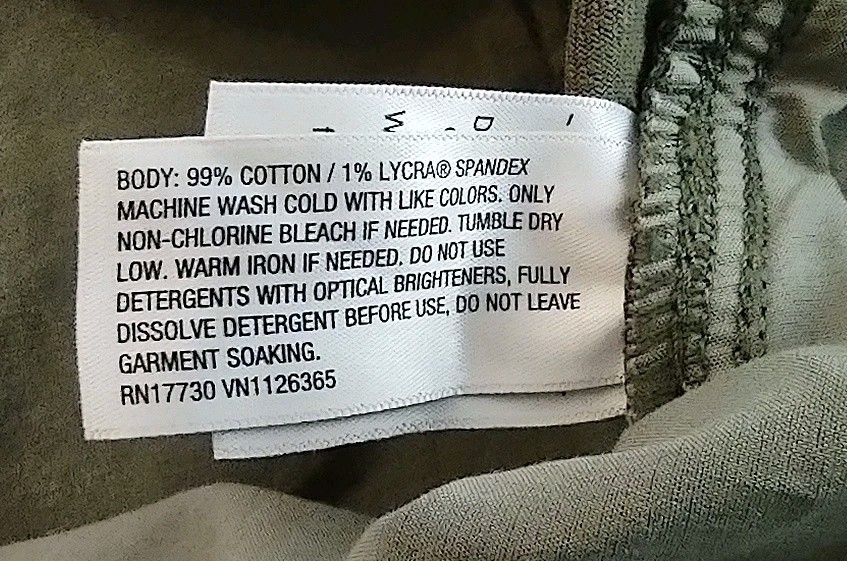 BODY: 99% COTTON / 1% LYCRA® SPANDEX
MACHINE WASH COLD WITH LIKE COLORS. ONLY
NON-CHLORINE BLEACH IF NEEDED. TUMBLE DRY
LOW. WARM IRON IF NEEDED. DO NOT USE
DETERGENTS WITH OPTICAL BRIGHTENERS, FULLY
DISSOLVE DETERGENT BEFORE USE, DO NOT LEAVE
GARMENT SOAKING.
RN17730 VN1126365